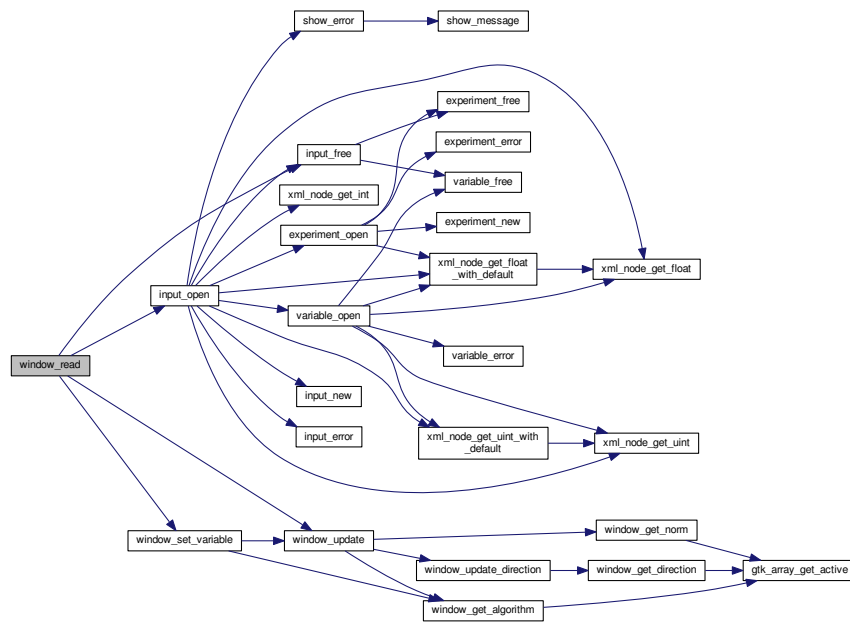 show_error
show_message
experiment_free
experiment_error
input_free
variable_free
xml_node_get_int
experiment_new
experiment_open
xml_node_get_float
_with_default
xml_node_get_float
input_open
variable_open
variable_error
window_read
input_new
input_error
xml_node_get_uint_with
_default
xml_node_get_uint
window_get_norm
window_set_variable
window_update
window_update_direction
window_get_direction
gtk_array_get_active
window_get_algorithm